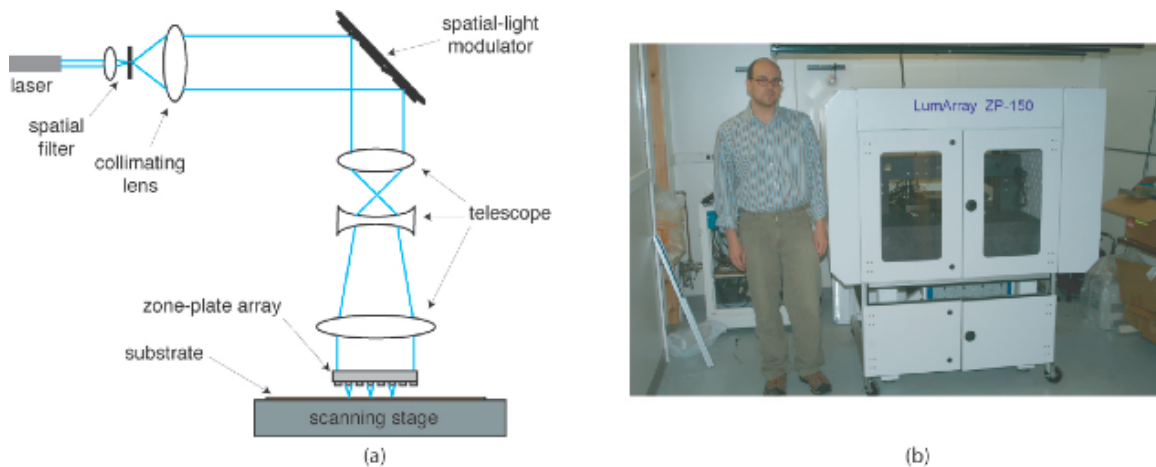 spatial-light
modulator
laser
spatial
filter
collimating
lens
telescope
zone-plate array
substrate
scanning stage
(a)
LumArray ZP-150
(b)